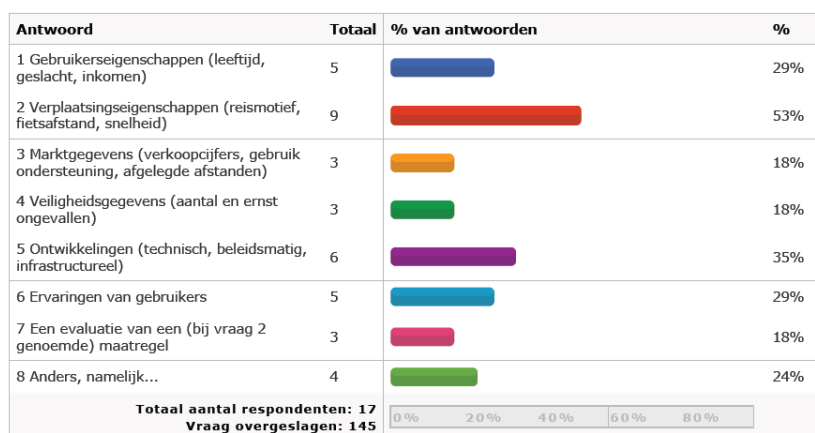 Antwoord Totaal % van antwoorden %
1 Gebruikerseigenschappen (leeftijd,
geslacht, inkomen) 5 29%
2 Verplaatsingseigenschappen (reismotief,
fietsafstand, snelheid) 9 53%
3 Marktgegevens (verkoopcijfers, gebruik
ondersteuning, afgelegde afstanden) 3 18%
4 Veiligheidsgegevens (aantal en ernst
ongevallen) 3 18%
5 Ontwikkelingen (technisch, beleidsmatig,
infrastructureel) 6 35%
6 Ervaringen van gebruikers 5 29%
7 Een evaluatie van een (bij vraag 2
genoemde) maatregel 3 18%
8 Anders, namelijk... 4 24%
Totaal aantal respondenten: 17
Vraag overgeslagen: 145
0% 20% 40% 60% 80%